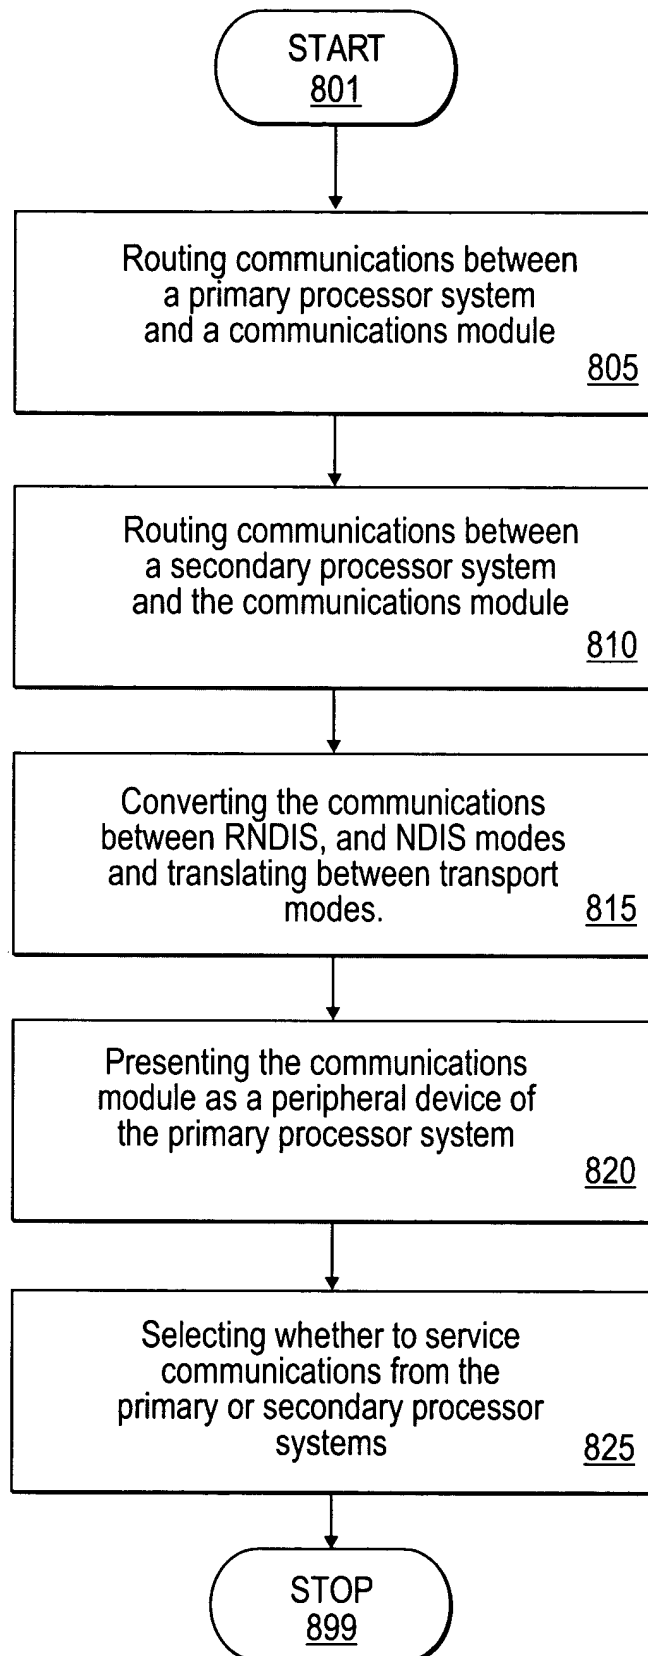 START
801
Routing communications between
a primary processor system
and a communications module
805
Routing communications between
a secondary processor system
and the communications module
810
Converting the communications
between RNDIS, and NDIS modes
and translating between transport
modes.
815
Presenting the communications
module as a peripheral device of
the primary processor system
820
Selecting whether to service
communications from the
primary or secondary processor
systems
825
STOP
899